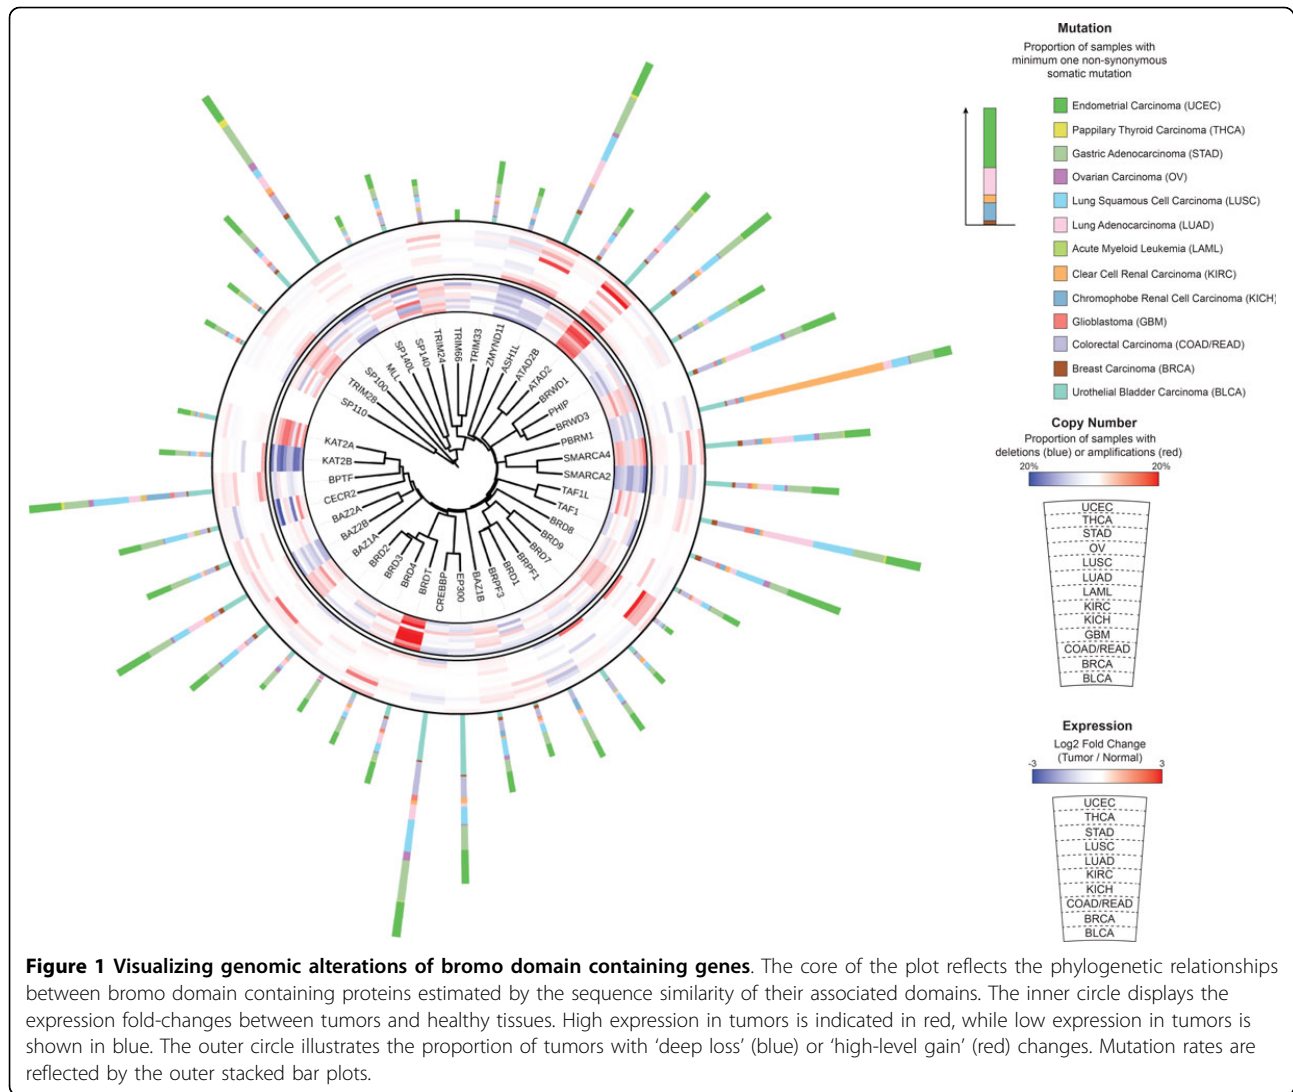 Mutation
Proportion of samples with
minimum one non-synonymous
somatic mutation
Endometrial Carcinoma (UCEC)
Pappilary Thyroid Carcinoma (THCA)
Gastric Adenocarcinoma (STAD)
Ovarian Carcinoma (OV)
Lung Squamous Cell Carcinoma (LUSC)
Lung Adenocarcinoma (LUAD)
Acute Myeloid Leukemia (LAML)
Clear Cell Renal Carcinoma (KIRC)
Chromophobe Renal Cell Carcinoma (KICH)
Glioblastoma (GBM)
Colorectal Carcinoma (COAD/READ)
Breast Carcinoma (BRCA)
Urothelial Bladder Carcinoma (BLCA)
Copy Number
Proportion of samples with
deletions (blue) or amplifications (red)
20% 20%
UCEC
THCA
STAD
OV
LUSC
LUAD
LAML
KIRC
KICH
GBM
COAD/READ
BRCA
BLCA
Expression
Log2 Fold Change
(Tumor / Normal)
-3 3
UCEC
THCA
STAD
LUSC
LUAD
KIRC
KICH
COAD/READ
BRCA
BLCA
SP110
TRIM28
SP100
MLL
SP140L
SP140
TRIM24
TRIM66
TRIM33
ZMYND11
ASH1L
ATAD2B
ATAD2
BRWD1
PHIP
BRWD3
PBRM1
SMARCA4
SMARCA2
TAF1L
TAF1
BRD8
BRD9
BRD7
BRPF1
BRD1
BRPF3
BAZ1B
EP300
CREBBP
BRDT
BRD4
BRD3
BRD2
BAZ1A
BAZ2B
BAZ2A
CECR2
BPTF
KAT2B
KAT2A
Figure 1 Visualizing genomic alterations of bromo domain containing genes. The core of the plot reflects the phylogenetic relationships
between bromo domain containing proteins estimated by the sequence similarity of their associated domains. The inner circle displays the
expression fold-changes between tumors and healthy tissues. High expression in tumors is indicated in red, while low expression in tumors is
shown in blue. The outer circle illustrates the proportion of tumors with 'deep loss' (blue) or 'high-level gain' (red) changes. Mutation rates are
reflected by the outer stacked bar plots.